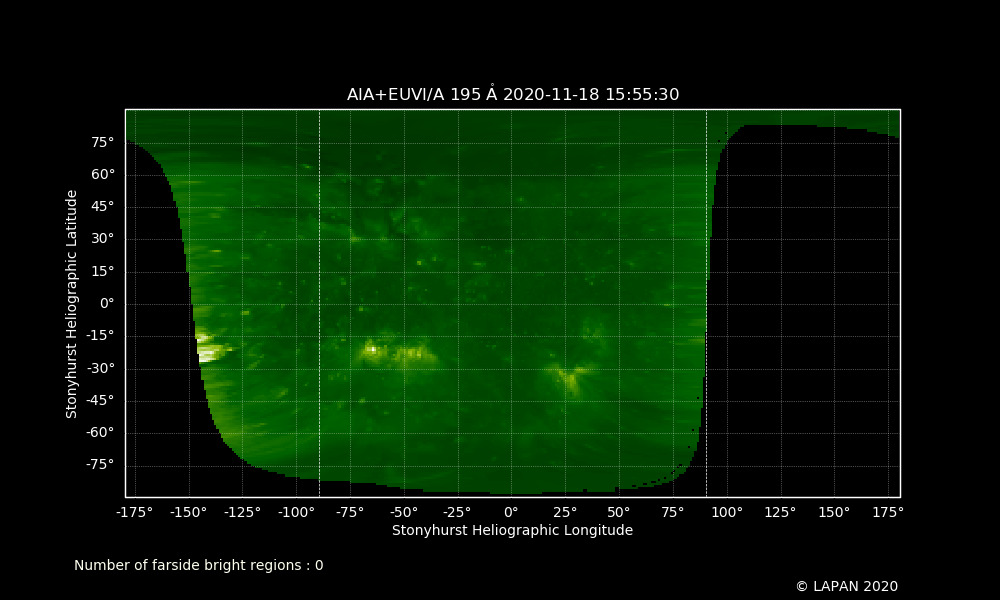 AIA+EUVI/A 195 Å 2020-11-18 15:55:30
75°
60°
45°
30°
15°
0°
-15°
-30°
-45°
-60°
-75°
Stonyhurst Heliographic Latitude
-175° -150° -125° -100° -75° -50° -25° 0° 25° 50° 75° 100° 125° 150° 175°
Stonyhurst Heliographic Longitude
Number of farside bright regions : 0
© LAPAN 2020